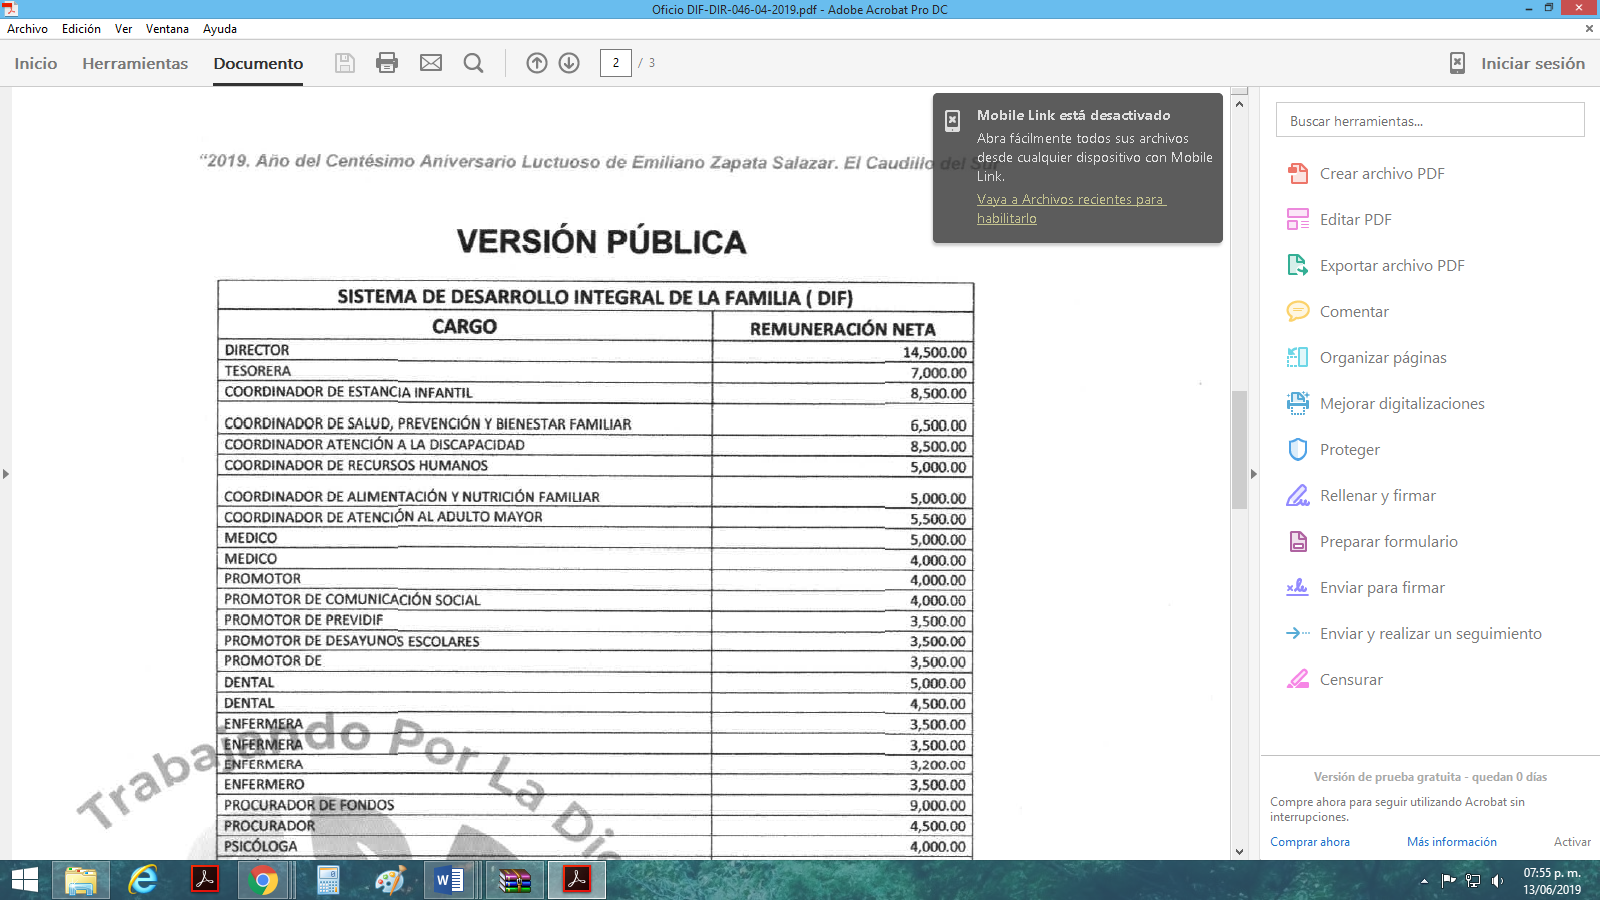 Oficio DIF-DIR-046-04-2019.pdf - Adobe Acrobat Pro DC
Archivo Edición Ver Ventana Ayuda
Inicio Herramientas Documento 2 / 3 Iniciar sesión
Mobile Link está desactivado
Abra fácilmente todos sus archivos
desde cualquier dispositivo con Mobile
Link.
Vaya a Archivos recientes para
habilitarlo
"2019. Año del Centésimo Aniversario Luctuoso de Emiliano Zapata Salazar. El Caudillo del Sur
VERSIÓN PÚBLICA
SISTEMA DE DESARROLLO INTEGRAL DE LA FAMILIA ( DIF)
CARGO REMUNERACIÓN NETA
DIRECTOR 14,500.00
TESORERA 7,000.00
COORDINADOR DE ESTANCIA INFANTIL 8,500.00
COORDINADOR DE SALUD, PREVENCIÓN Y BIENESTAR FAMILIAR 6,500.00
COORDINADOR ATENCIÓN A LA DISCAPACIDAD 8,500.00
COORDINADOR DE RECURSOS HUMANOS 5,000.00
COORDINADOR DE ALIMENTACIÓN Y NUTRICIÓN FAMILIAR 5,000.00
COORDINADOR DE ATENCIÓN AL ADULTO MAYOR 5,500.00
MEDICO 5,000.00
MEDICO 4,000.00
PROMOTOR 4,000.00
PROMOTOR DE COMUNICACIÓN SOCIAL 4,000.00
PROMOTOR DE PREVIDIF 3,500.00
PROMOTOR DE DESAYUNOS ESCOLARES 3,500.00
PROMOTOR DE 3,500.00
DENTAL 5,000.00
DENTAL 4,500.00
ENFERMERA 3,500.00
ENFERMERA 3,500.00
ENFERMERA 3,200.00
ENFERMERO 3,500.00
PROCURADOR DE FONDOS 9,000.00
PROCURADOR 4,500.00
PSICÓLOGA 4,000.00
Trabajando Por La
Buscar herramientas...
Crear archivo PDF
Editar PDF
Exportar archivo PDF
Comentar
Organizar páginas
Mejorar digitalizaciones
Proteger
Rellenar y firmar
Preparar formulario
Enviar para firmar
Enviar y realizar un seguimiento
Censurar
Versión de prueba gratuita - quedan 0 días
Compre ahora para seguir utilizando Acrobat sin
interrupciones.
Comprar ahora Más información Activar
07:55 p. m.
13/06/2019